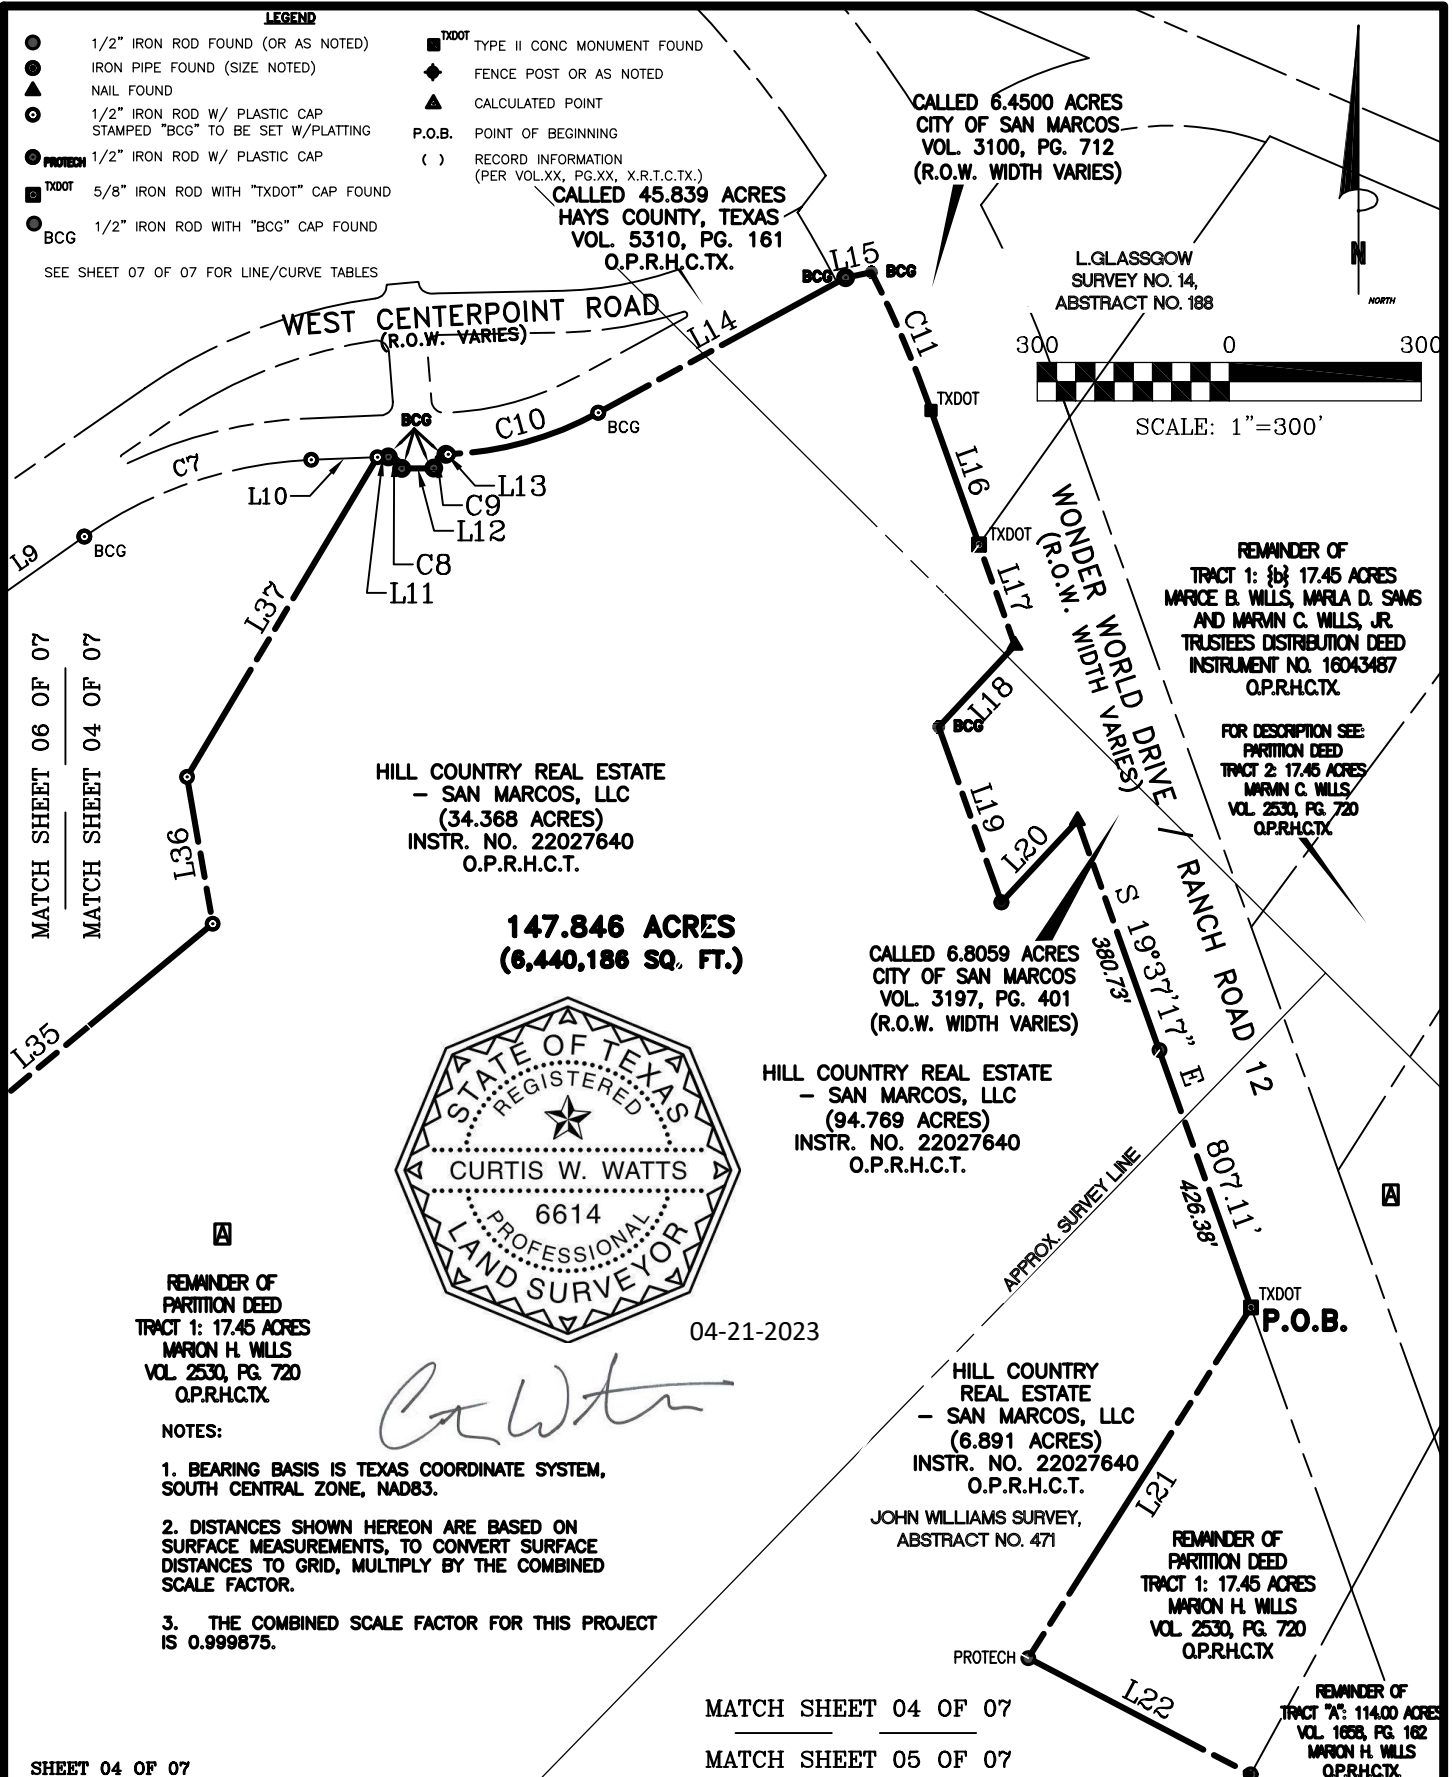 LEGEND
1/2" IRON ROD FOUND (OR AS NOTED)
IRON PIPE FOUND (SIZE NOTED)
NAIL FOUND
1/2" IRON ROD W/ PLASTIC CAP
STAMPED "BCG" TO BE SET W/PLATTING
PROTECH 1/2" IRON ROD W/ PLASTIC CAP
TXDOT 5/8" IRON ROD WITH "TXDOT" CAP FOUND
BCG 1/2" IRON ROD WITH "BCG" CAP FOUND
TXDOT TYPE II CONC MONUMENT FOUND
FENCE POST OR AS NOTED
CALCULATED POINT
P.O.B. POINT OF BEGINNING
( ) RECORD INFORMATION
(PER VOL.XX, PG.XX, X.R.T.C.TX.)
SEE SHEET 07 OF 07 FOR LINE/CURVE TABLES
CALLED 45.839 ACRES
HAYS COUNTY, TEXAS
VOL. 5310, PG. 161
O.P.R.H.C.TX.
CALLED 6.4500 ACRES
CITY OF SAN MARCOS
VOL. 3100, PG. 712
(R.O.W. WIDTH VARIES)
L.GLASSGOW
SURVEY NO. 14,
ABSTRACT NO. 188
N
NORTH
300 0 300
SCALE: 1"=300'
WEST CENTERPOINT ROAD
(R.O.W. VARIES)
BCG
L15
BCG
L14
C11
TXDOT
BCG
C10
BCG
C7
L10
L13
C9
L12
C8
L11
L9
BCG
L16
TXDOT
L17
L37
L18
BCG
L19
L20
L36
L35
WONDER WORLD DRIVE / RANCH ROAD 12
(R.O.W. WIDTH VARIES)
REMAINDER OF
TRACT 1: {b} 17.45 ACRES
MARICE B. WILLS, MARLA D. SAMS
AND MARVIN C. WILLS, JR.
TRUSTEES DISTRIBUTION DEED
INSTRUMENT NO. 16043487
O.P.R.H.C.TX.
FOR DESCRIPTION SEE:
PARTITION DEED
TRACT 2: 17.45 ACRES
MARVIN C. WILLS
VOL. 2530, PG. 720
O.P.R.H.C.TX.
MATCH SHEET 06 OF 07
MATCH SHEET 04 OF 07
HILL COUNTRY REAL ESTATE
– SAN MARCOS, LLC
(34.368 ACRES)
INSTR. NO. 22027640
O.P.R.H.C.T.
147.846 ACRES
(6,440,186 SQ. FT.)
CALLED 6.8059 ACRES
CITY OF SAN MARCOS
VOL. 3197, PG. 401
(R.O.W. WIDTH VARIES)
S 19°37'17" E 807.11'
380.73'
426.38'
HILL COUNTRY REAL ESTATE
– SAN MARCOS, LLC
(94.769 ACRES)
INSTR. NO. 22027640
O.P.R.H.C.T.
APPROX. SURVEY LINE
STATE OF TEXAS
REGISTERED
CURTIS W. WATTS
6614
PROFESSIONAL
LAND SURVEYOR
04-21-2023
A
A
TXDOT
P.O.B.
REMAINDER OF
PARTITION DEED
TRACT 1: 17.45 ACRES
MARION H. WILLS
VOL. 2530, PG. 720
O.P.R.H.C.TX.
HILL COUNTRY
REAL ESTATE
– SAN MARCOS, LLC
(6.891 ACRES)
INSTR. NO. 22027640
O.P.R.H.C.T.
JOHN WILLIAMS SURVEY,
ABSTRACT NO. 471
L21
REMAINDER OF
PARTITION DEED
TRACT 1: 17.45 ACRES
MARION H. WILLS
VOL. 2530, PG. 720
O.P.R.H.C.TX
PROTECH
L22
REMAINDER OF
TRACT "A": 114.00 ACRES
VOL. 1658, PG. 162
MARION H. WILLS
O.P.R.H.C.TX.
NOTES:
1. BEARING BASIS IS TEXAS COORDINATE SYSTEM,
SOUTH CENTRAL ZONE, NAD83.
2. DISTANCES SHOWN HEREON ARE BASED ON
SURFACE MEASUREMENTS, TO CONVERT SURFACE
DISTANCES TO GRID, MULTIPLY BY THE COMBINED
SCALE FACTOR.
3. THE COMBINED SCALE FACTOR FOR THIS PROJECT
IS 0.999875.
MATCH SHEET 04 OF 07
MATCH SHEET 05 OF 07
SHEET 04 OF 07